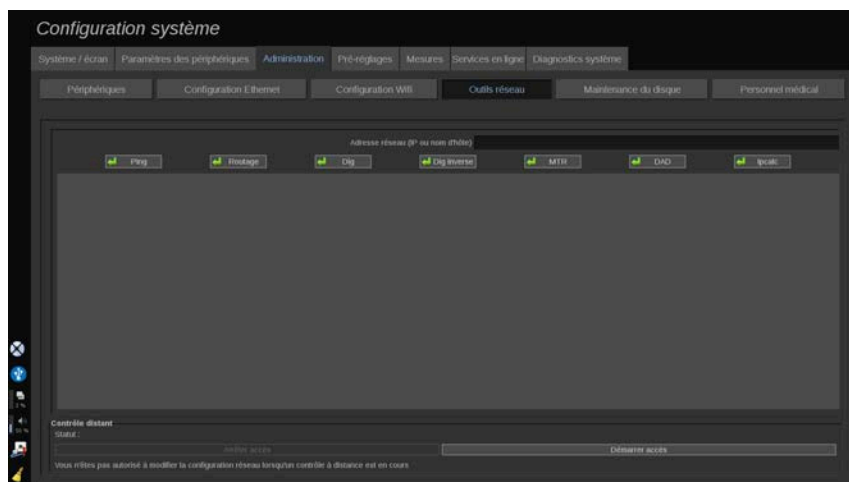 Configuration système
Système / écran Paramètres des périphériques Administration Pré-réglages Mesures Services en ligne Diagnostics système
Périphériques Configuration Ethernet Configuration Wifi Outils réseau Maintenance du disque Personnel médical
Adresse réseau (IP ou nom d'hôte)
Ping Routage Dig Dig inverse MTR DAD Ipcalc
Contrôle distant
Statut :
Arrêter accès Démarrer accès
Vous n'êtes pas autorisé à modifier la configuration réseau lorsqu'un contrôle à distance est en cours